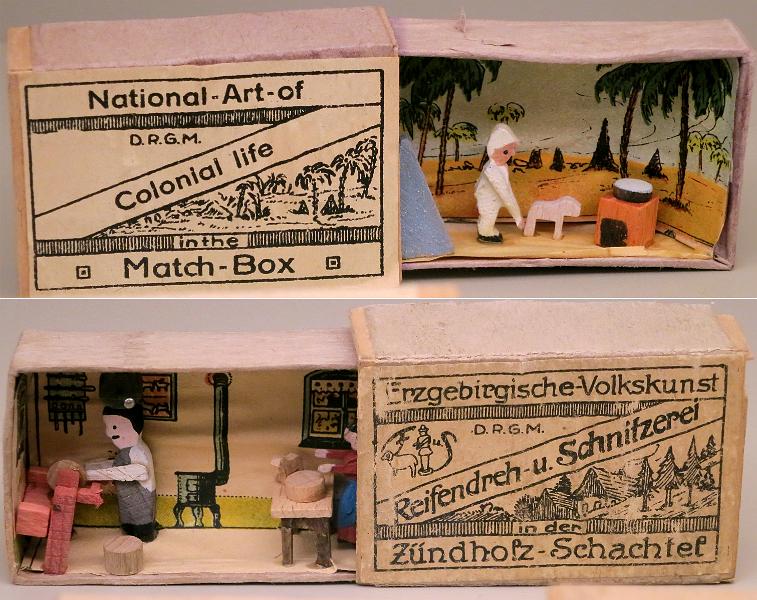 National-Art-of
D.R.G.M.
Colonial life
in the
Match-Box
Erzgebirgische-Volkskunst
D.R.G.M.
Reifendreh-u. Schnitzerei
in der
Zündholz-Schachtel